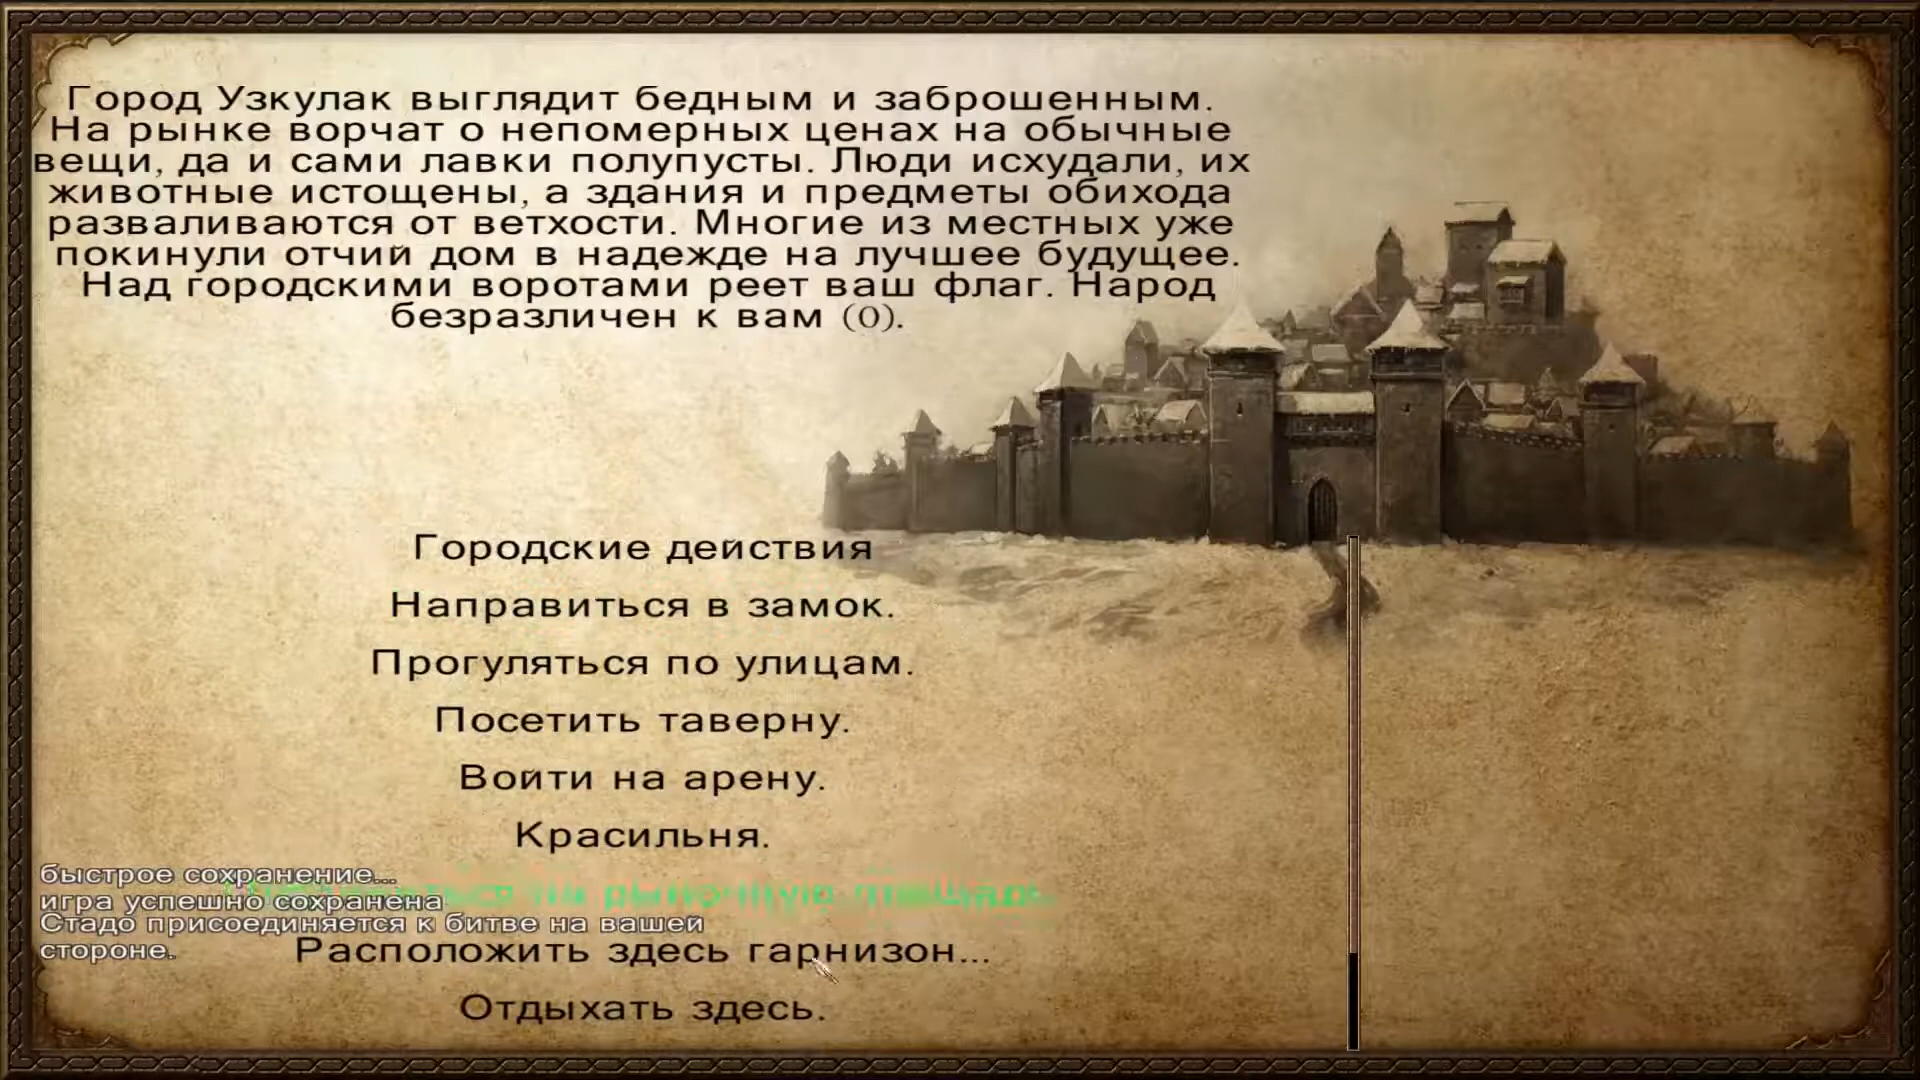 Город Узкулак выглядит бедным и заброшенным.
На рынке ворчат о непомерных ценах на обычные
вещи, да и сами лавки полупусты. Люди исхудали, их
животные истощены, а здания и предметы обихода
разваливаются от ветхости. Многие из местных уже
покинули отчий дом в надежде на лучшее будущее.
Над городскими воротами реет ваш флаг. Народ
безразличен к вам (0).
Городские действия
Направиться в замок.
Прогуляться по улицам.
Посетить таверну.
Войти на арену.
Красильня.
быстрое сохранение...
на рыночную площадь.
игра успешно сохранена
Стадо присоединяется к битве на вашей
стороне.
Расположить здесь гарнизон...
Отдыхать здесь.